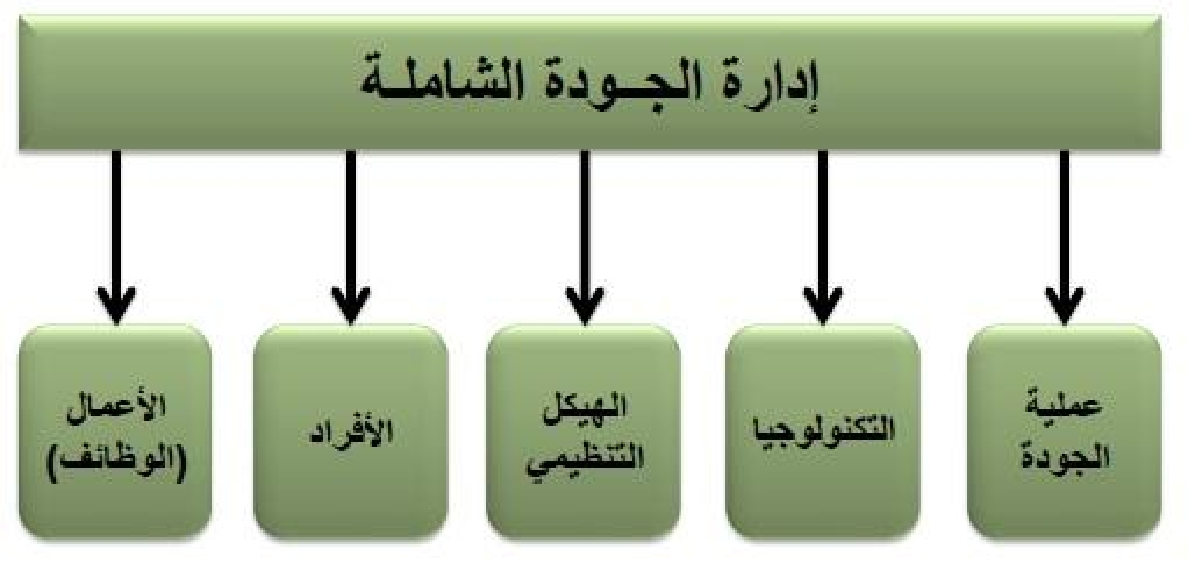 إدارة الجـودة الشاملـة
عملية
الجودة
التكنولوجيا
الهيكل
التنظيمي
الأفراد
الأعمال
(الوظائف)